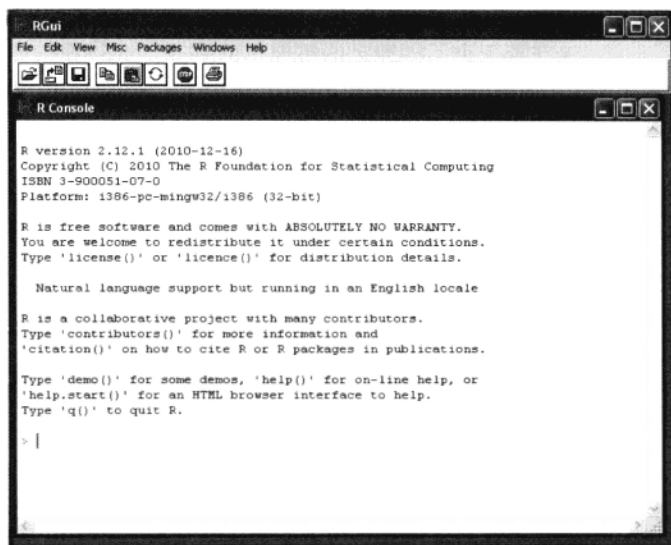 RGui
File Edit View Misc Packages Windows Help
STOP
R Console
R version 2.12.1 (2010-12-16)
Copyright (C) 2010 The R Foundation for Statistical Computing
ISBN 3-900051-07-0
Platform: i386-pc-mingw32/i386 (32-bit)
R is free software and comes with ABSOLUTELY NO WARRANTY.
You are welcome to redistribute it under certain conditions.
Type 'license()' or 'licence()' for distribution details.
Natural language support but running in an English locale
R is a collaborative project with many contributors.
Type 'contributors()' for more information and
'citation()' on how to cite R or R packages in publications.
Type 'demo()' for some demos, 'help()' for on-line help, or
'help.start()' for an HTML browser interface to help.
Type 'q()' to quit R.
>